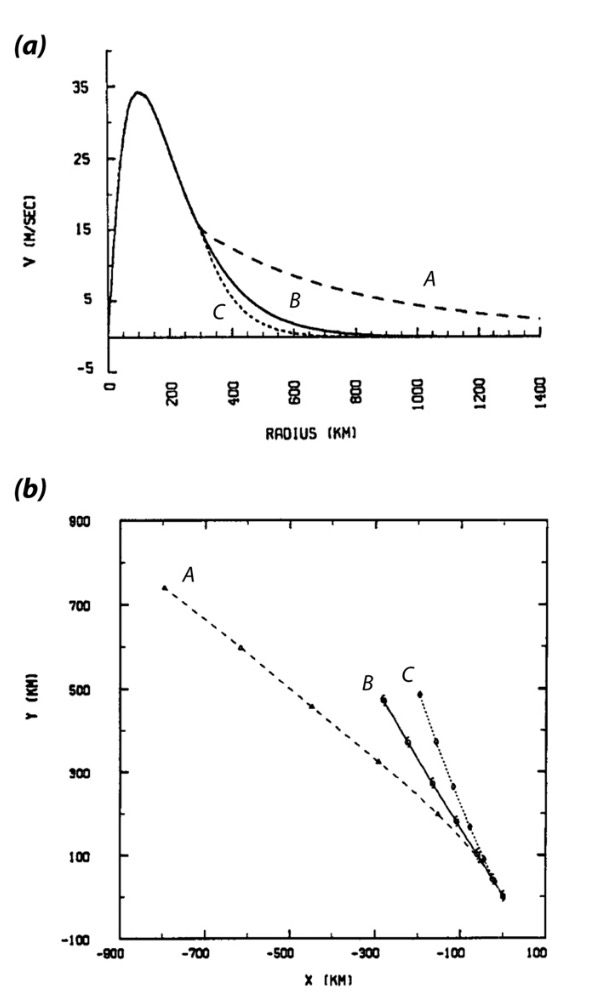 (a)
35
25
15
5
-5
V (M/SEC)
A
B
C
0 200 400 600 800 1000 1200 1400
RADIUS (KM)
(b)
900
700
500
300
100
-100
Y (KM)
A
B
C
-900 -700 -500 -300 -100 100
X (KM)